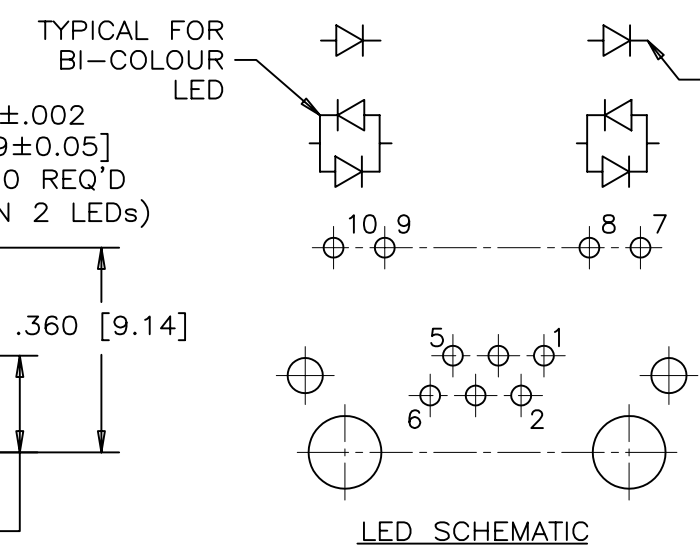 TYPICAL FOR
BI-COLOUR
LED
±.002
9±0.05]
0 REQ'D
N 2 LEDs)
10 9 8 7
.360 [9.14]
5 1
6 2
LED SCHEMATIC